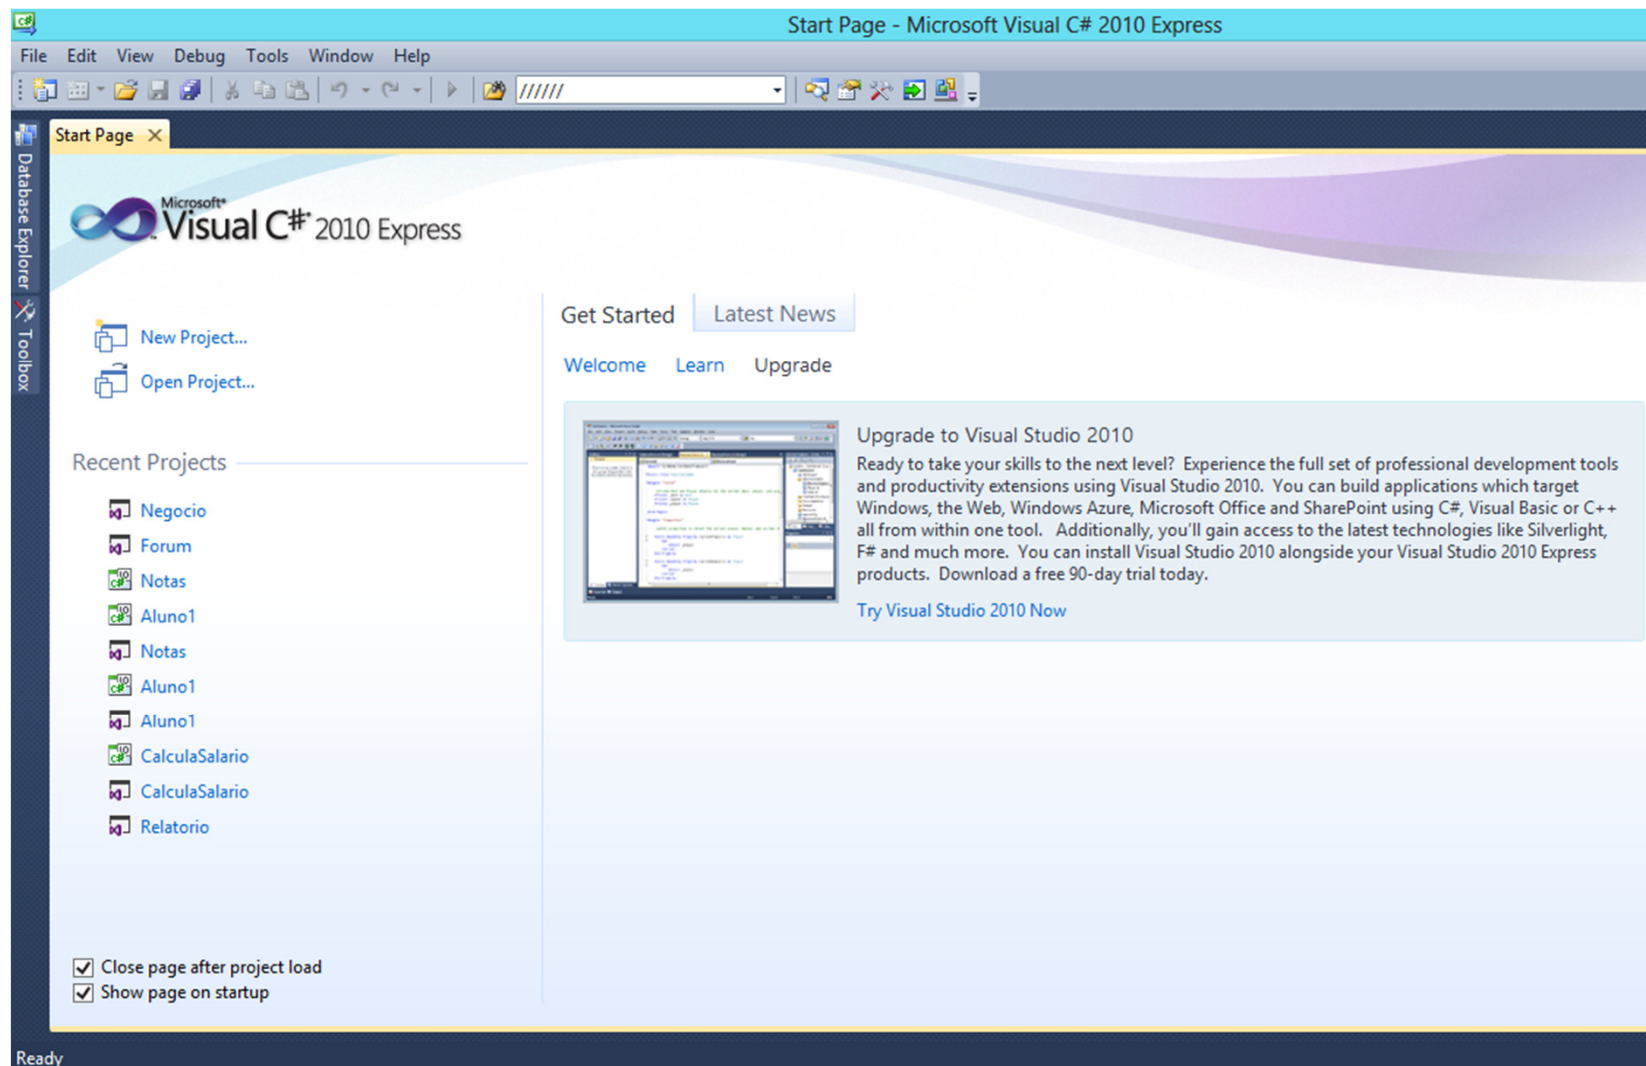 Start Page - Microsoft Visual C# 2010 Express
File Edit View Debug Tools Window Help
//////
Start Page
Database Explorer
Toolbox
Microsoft®
Visual C#® 2010 Express
New Project...
Open Project...
Recent Projects
Negocio
Forum
Notas
Aluno1
Notas
Aluno1
Aluno1
CalculaSalario
CalculaSalario
Relatorio
Close page after project load
Show page on startup
Get Started Latest News
Welcome Learn Upgrade
Upgrade to Visual Studio 2010
Ready to take your skills to the next level? Experience the full set of professional development tools
and productivity extensions using Visual Studio 2010. You can build applications which target
Windows, the Web, Windows Azure, Microsoft Office and SharePoint using C#, Visual Basic or C++
all from within one tool. Additionally, you'll gain access to the latest technologies like Silverlight,
F# and much more. You can install Visual Studio 2010 alongside your Visual Studio 2010 Express
products. Download a free 90-day trial today.
Try Visual Studio 2010 Now
Ready